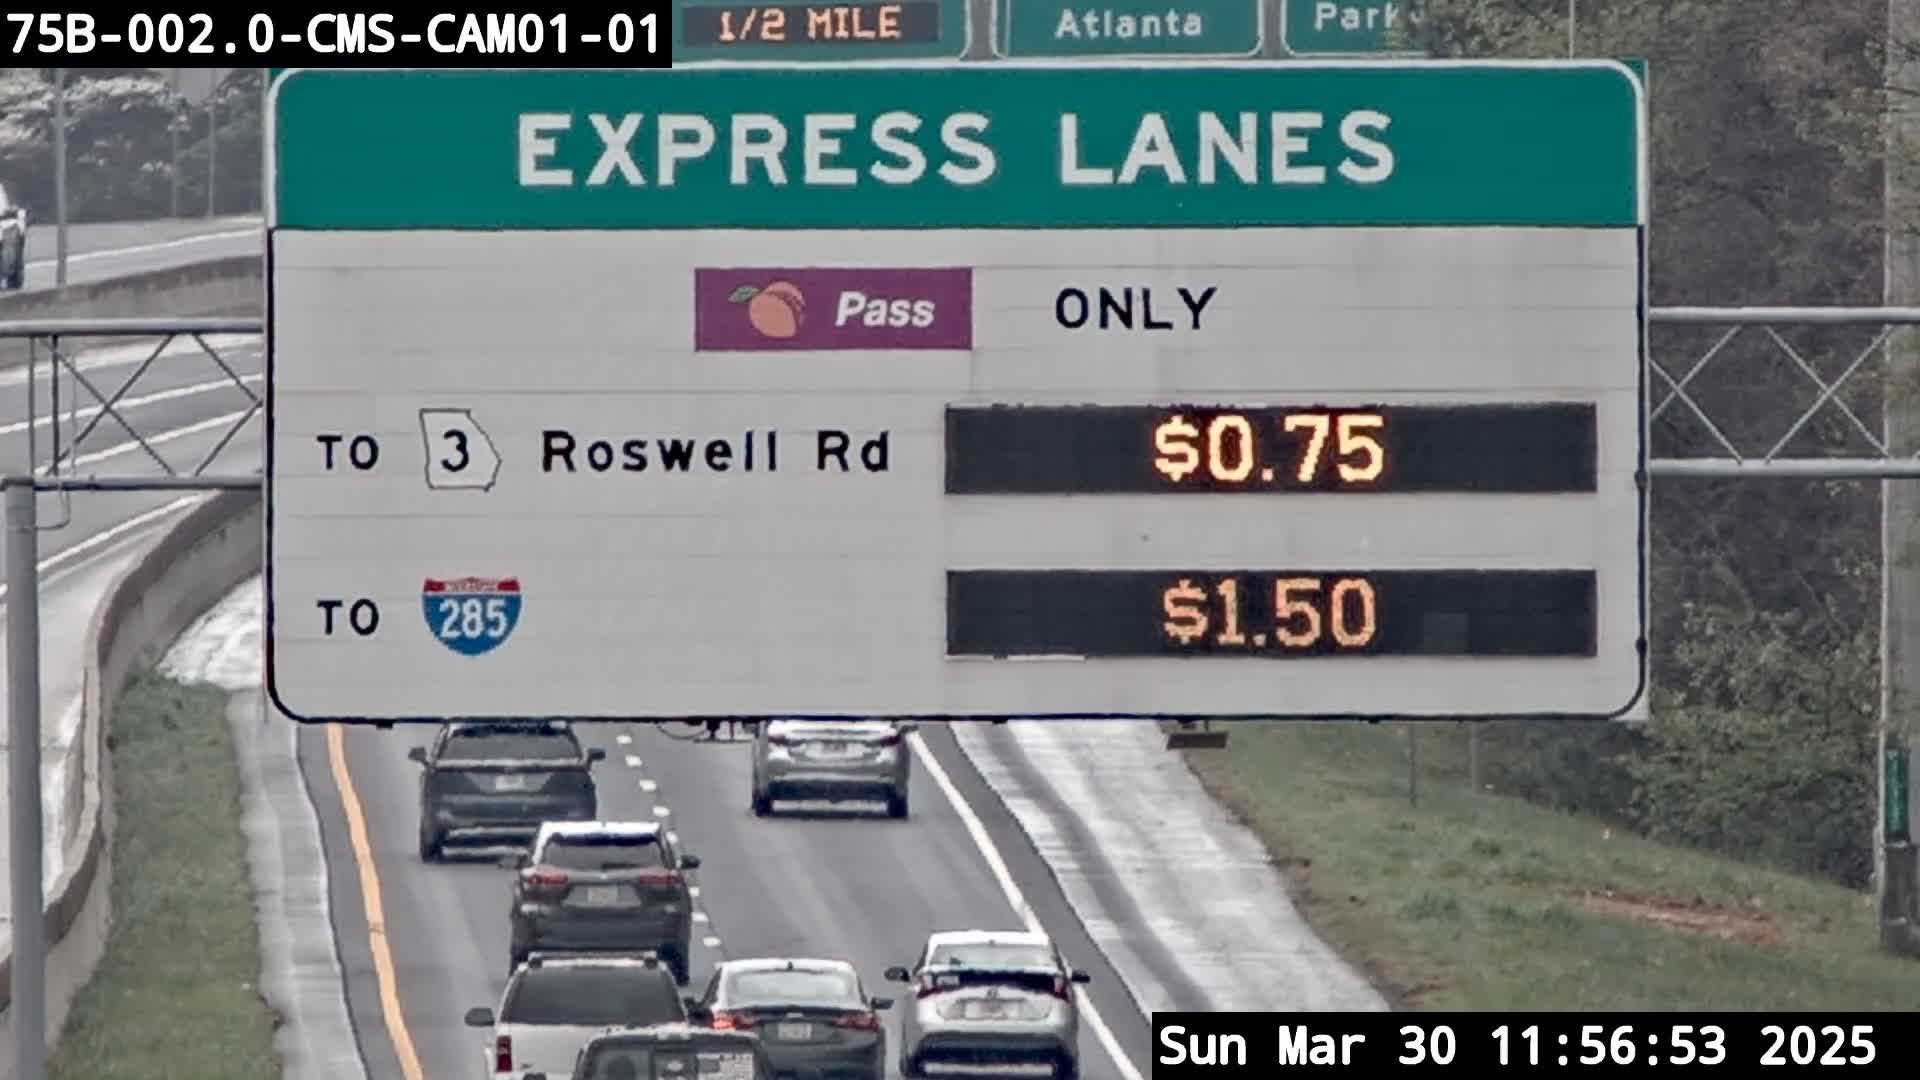 75B-002.0-CMS-CAM01-01
1/2 MILE
Atlanta
Park
EXPRESS LANES
Pass ONLY
TO 3 Roswell Rd $0.75
TO 285 $1.50
Sun Mar 30 11:56:53 2025